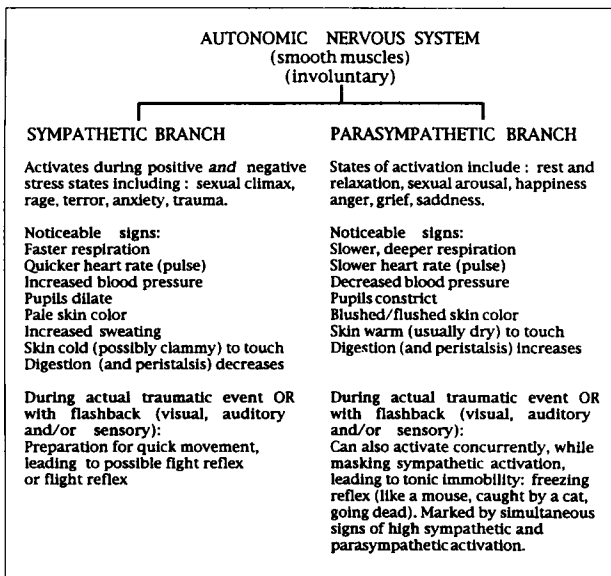 AUTONOMIC NERVOUS SYSTEM
(smooth muscles)
(involuntary)
SYMPATHETIC BRANCH
Activates during positive and negative
stress states including : sexual climax,
rage, terror, anxiety, trauma.
Noticeable signs:
Faster respiration
Quicker heart rate (pulse)
Increased blood pressure
Pupils dilate
Pale skin color
Increased sweating
Skin cold (possibly clammy) to touch
Digestion (and peristalsis) decreases
During actual traumatic event OR
with flashback (visual, auditory
and/or sensory):
Preparation for quick movement,
leading to possible fight reflex
or flight reflex
PARASYMPATHETIC BRANCH
States of activation include : rest and
relaxation, sexual arousal, happiness
anger, grief, saddness.
Noticeable signs:
Slower, deeper respiration
Slower heart rate (pulse)
Decreased blood pressure
Pupils constrict
Blushed/flushed skin color
Skin warm (usually dry) to touch
Digestion (and peristalsis) increases
During actual traumatic event OR
with flashback (visual, auditory
and/or sensory):
Can also activate concurrently, while
masking sympathetic activation,
leading to tonic immobility: freezing
reflex (like a mouse, caught by a cat,
going dead). Marked by simultaneous
signs of high sympathetic and
parasympathetic activation.